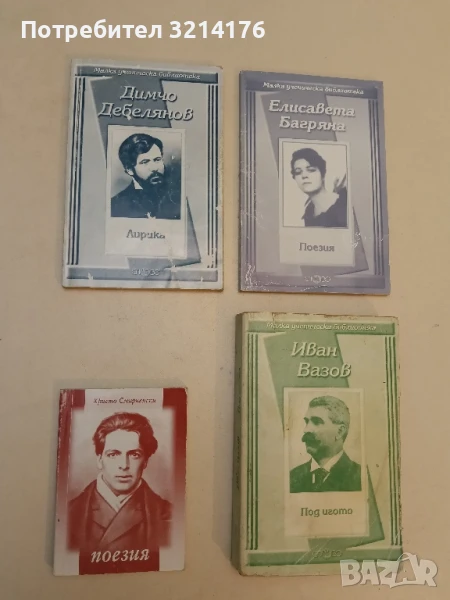 Потребител 3214176
Малка ученическа библиотека
Димчо
Дебелянов
Лирика
Малка ученическа библиотека
Елисавета
Багряна
Поезия
Христо Смирненски
поезия
Малка ученическа библиотека
Иван
Вазов
Под игото
BAZAR